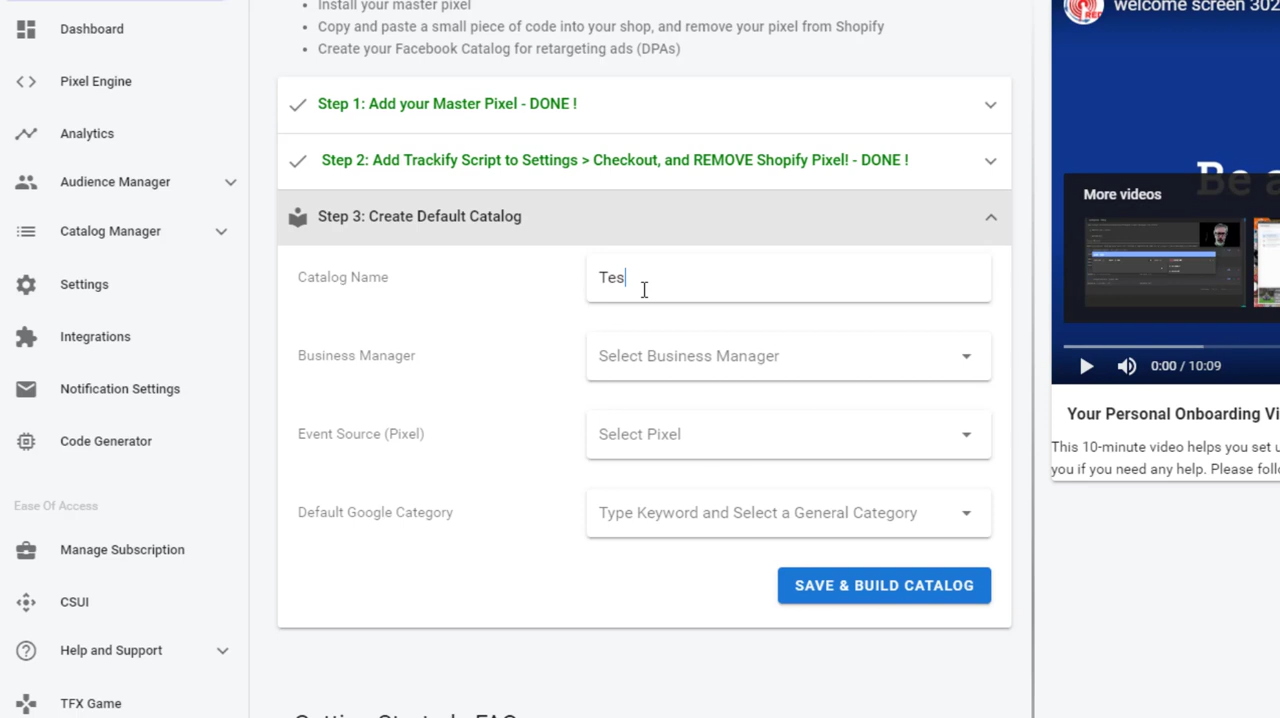 Dashboard
Pixel Engine
Analytics
Audience Manager
Catalog Manager
Settings
Integrations
Notification Settings
Code Generator
Ease Of Access
Manage Subscription
CSUI
Help and Support
TFX Game
Install your master pixel
Copy and paste a small piece of code into your shop, and remove your pixel from Shopify
Create your Facebook Catalog for retargeting ads (DPAs)
Step 1: Add your Master Pixel - DONE !
Step 2: Add Trackify Script to Settings > Checkout, and REMOVE Shopify Pixel! - DONE !
Step 3: Create Default Catalog
Catalog Name
Tes
Business Manager
Select Business Manager
Event Source (Pixel)
Select Pixel
Default Google Category
Type Keyword and Select a General Category
SAVE & BUILD CATALOG
welcome screen 302
Be a
More videos
0:00 / 10:09
Your Personal Onboarding Vi
This 10-minute video helps you set u
you if you need any help. Please follo